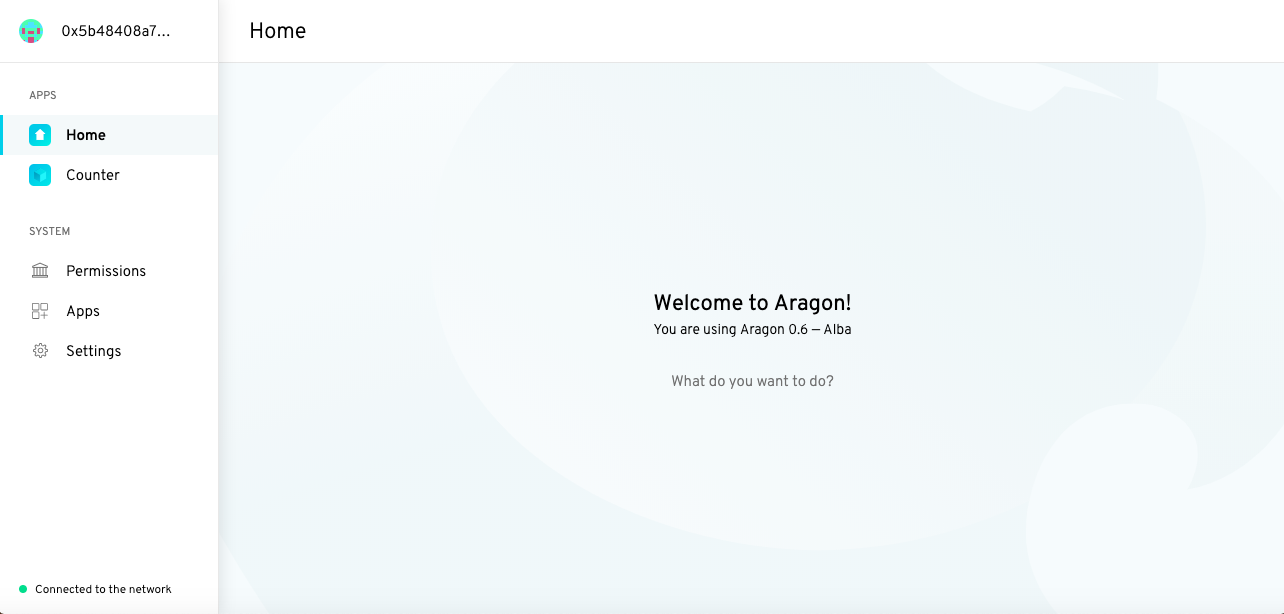 0x5b48408a7...
Home
APPS
Home
Counter
SYSTEM
Permissions
Apps
Settings
Welcome to Aragon!
You are using Aragon 0.6 — Alba
What do you want to do?
Connected to the network